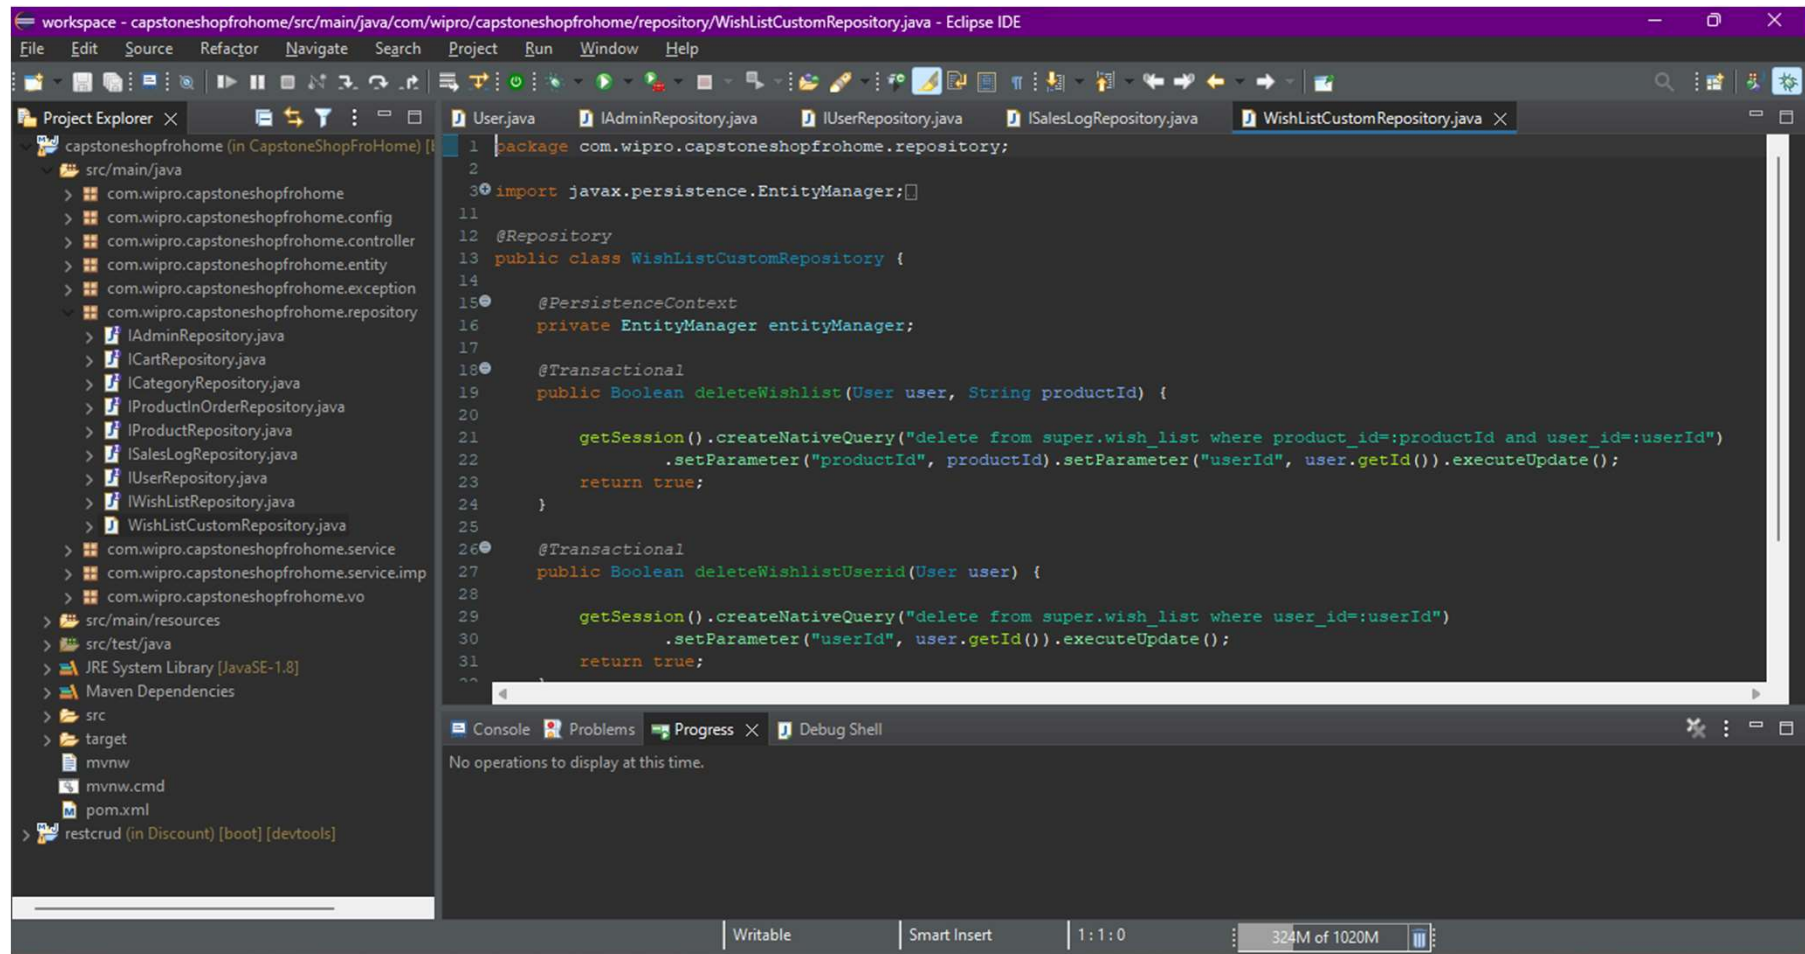 workspace - capstoneshopfrohome/src/main/java/com/wipro/capstoneshopfrohome/repository/WishListCustomRepository.java - Eclipse IDE
File Edit Source Refactor Navigate Search Project Run Window Help
Project Explorer
capstoneshopfrohome (in CapstoneShopFroHome) [
src/main/java
com.wipro.capstoneshopfrohome
com.wipro.capstoneshopfrohome.config
com.wipro.capstoneshopfrohome.controller
com.wipro.capstoneshopfrohome.entity
com.wipro.capstoneshopfrohome.exception
com.wipro.capstoneshopfrohome.repository
IAdminRepository.java
ICartRepository.java
ICategoryRepository.java
IProductInOrderRepository.java
IProductRepository.java
ISalesLogRepository.java
IUserRepository.java
IWishListRepository.java
WishListCustomRepository.java
com.wipro.capstoneshopfrohome.service
com.wipro.capstoneshopfrohome.service.imp
com.wipro.capstoneshopfrohome.vo
src/main/resources
src/test/java
JRE System Library [JavaSE-1.8]
Maven Dependencies
src
target
mvnw
mvnw.cmd
pom.xml
restcrud (in Discount) [boot] [devtools]
User.java IAdminRepository.java IUserRepository.java ISalesLogRepository.java WishListCustomRepository.java
1 package com.wipro.capstoneshopfrohome.repository;
2
3 import javax.persistence.EntityManager;
11
12 @Repository
13 public class WishListCustomRepository {
14
15 @PersistenceContext
16 private EntityManager entityManager;
17
18 @Transactional
19 public Boolean deleteWishlist(User user, String productId) {
20
21 getSession().createNativeQuery("delete from super.wish_list where product_id=:productId and user_id=:userId")
22 .setParameter("productId", productId).setParameter("userId", user.getId()).executeUpdate();
23 return true;
24 }
25
26 @Transactional
27 public Boolean deleteWishlistUserid(User user) {
28
29 getSession().createNativeQuery("delete from super.wish_list where user_id=:userId")
30 .setParameter("userId", user.getId()).executeUpdate();
31 return true;
Console Problems Progress Debug Shell
No operations to display at this time.
Writable Smart Insert 1 : 1 : 0 324M of 1020M